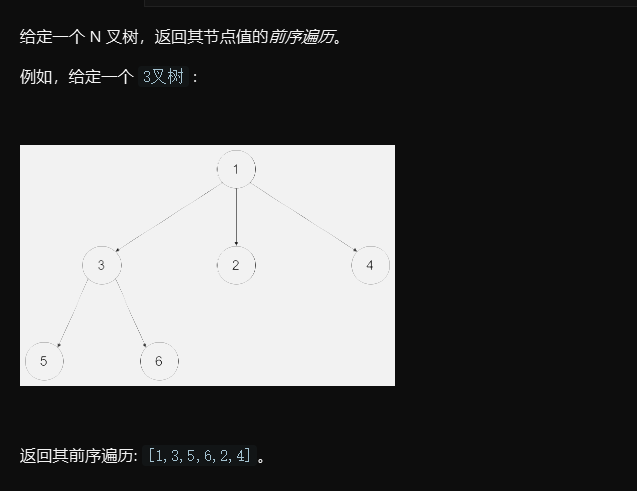 给定一个 N 叉树，返回其节点值的前序遍历。
例如，给定一个 3叉树 :
1
3 2 4
5 6
返回其前序遍历: [1,3,5,6,2,4]。